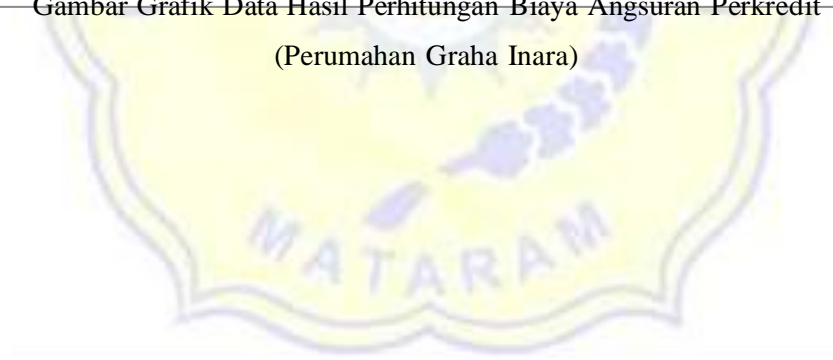 Gambar Grafik Data Hasil Perhitungan Biaya Angsuran Perkredit
(Perumahan Graha Inara)
MATARAM